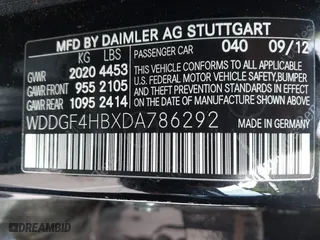 MFD BY DAIMLER AG STUTTGART
KG LBS PASSENGER CAR 040 09/12
GVWR 2020 4453
GAWR FRONT 955 2105
GAWR REAR 1095 2414
THIS VEHICLE CONFORMS TO ALL APPLICABLE
U.S. FEDERAL MOTOR VEHICLE SAFETY, BUMPER,
AND THEFT PREVENTION STANDARDS IN EFFECT
ON THE DATE OF MANUFACTURE SHOWN ABOVE
WDDGF4HBXDA786292
MADE IN GERMANY
DREAMBID